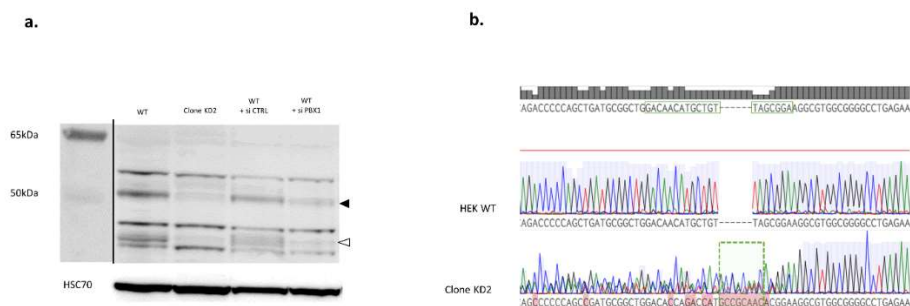 a.
b.
WT
Clone KD2
WT
+ si CTRL
WT
+ si PBX1
65kDa
50kDa
HSC70
AGACCCCCAGCTGATGCGGCTGGACAACATGCTGT------TAGCGGAAGGCGTGGCGGGGCCTGAGAA
HEK WT
AGACCCCCAGCTGATGCGGCTGGACAACATGCTGT------TAGCGGAAGGCGTGGCGGGGCCTGAGAA
Clone KD2
AGCCCCCCAGCCGATGCGGCTGGACAACCAGACCATGCCGCAACACGGAAGGCGTGGCGGGGCCTGAGAA